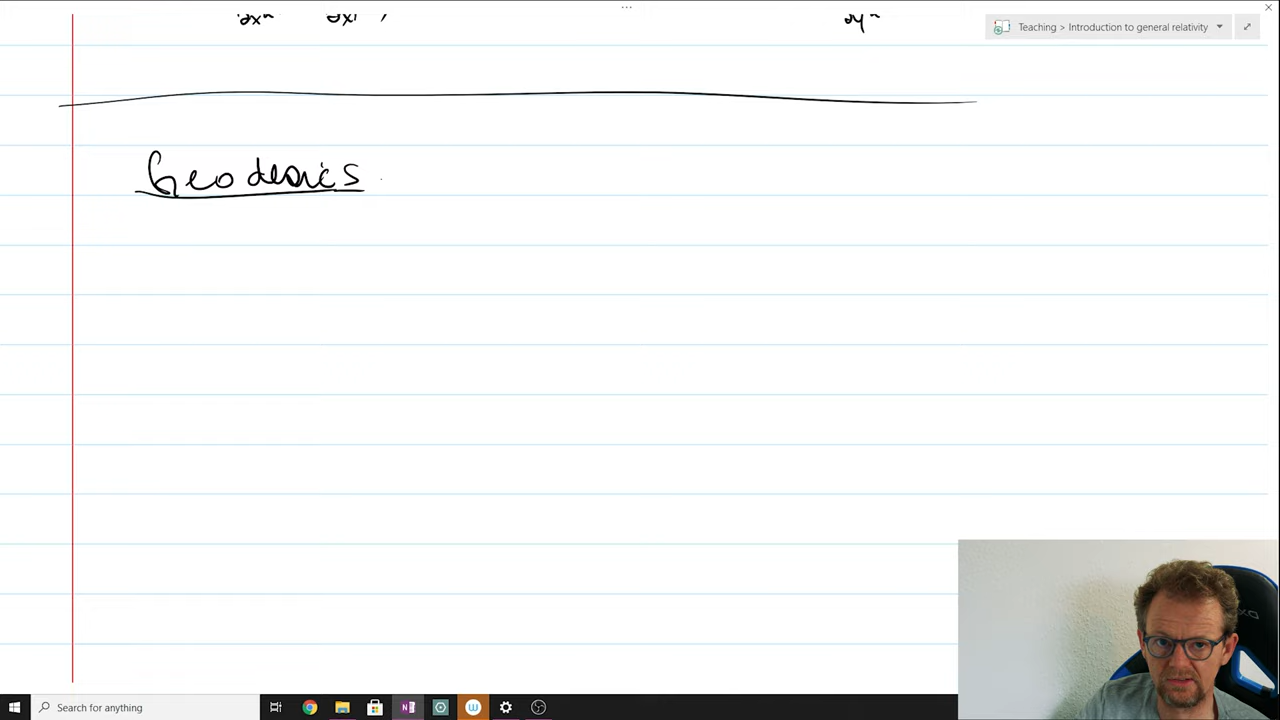 Teaching > Introduction to general relativity
Geodesics
Search for anything